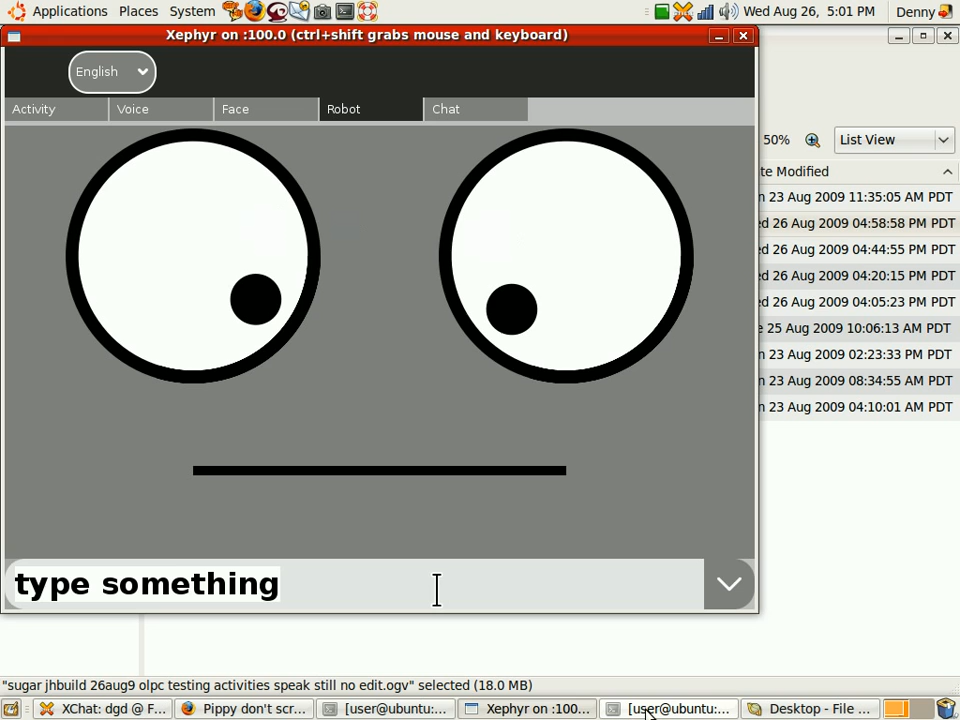 Applications Places System
Wed Aug 26, 5:01 PM Denny
Xephyr on :100.0 (ctrl+shift grabs mouse and keyboard)
English
Activity Voice Face Robot Chat
50% List View
te Modified
n 23 Aug 2009 11:35:05 AM PDT
ed 26 Aug 2009 04:58:58 PM PDT
ed 26 Aug 2009 04:44:55 PM PDT
ed 26 Aug 2009 04:20:15 PM PDT
ed 26 Aug 2009 04:05:23 PM PDT
e 25 Aug 2009 10:06:13 AM PDT
n 23 Aug 2009 02:23:33 PM PDT
n 23 Aug 2009 08:34:55 AM PDT
n 23 Aug 2009 04:10:01 AM PDT
type something
"sugar jhbuild 26aug9 olpc testing activities speak still no edit.ogv" selected (18.0 MB)
XChat: dgd @ F... Pippy don't scr... [user@ubuntu:... Xephyr on :100... [user@ubuntu:... Desktop - File ...